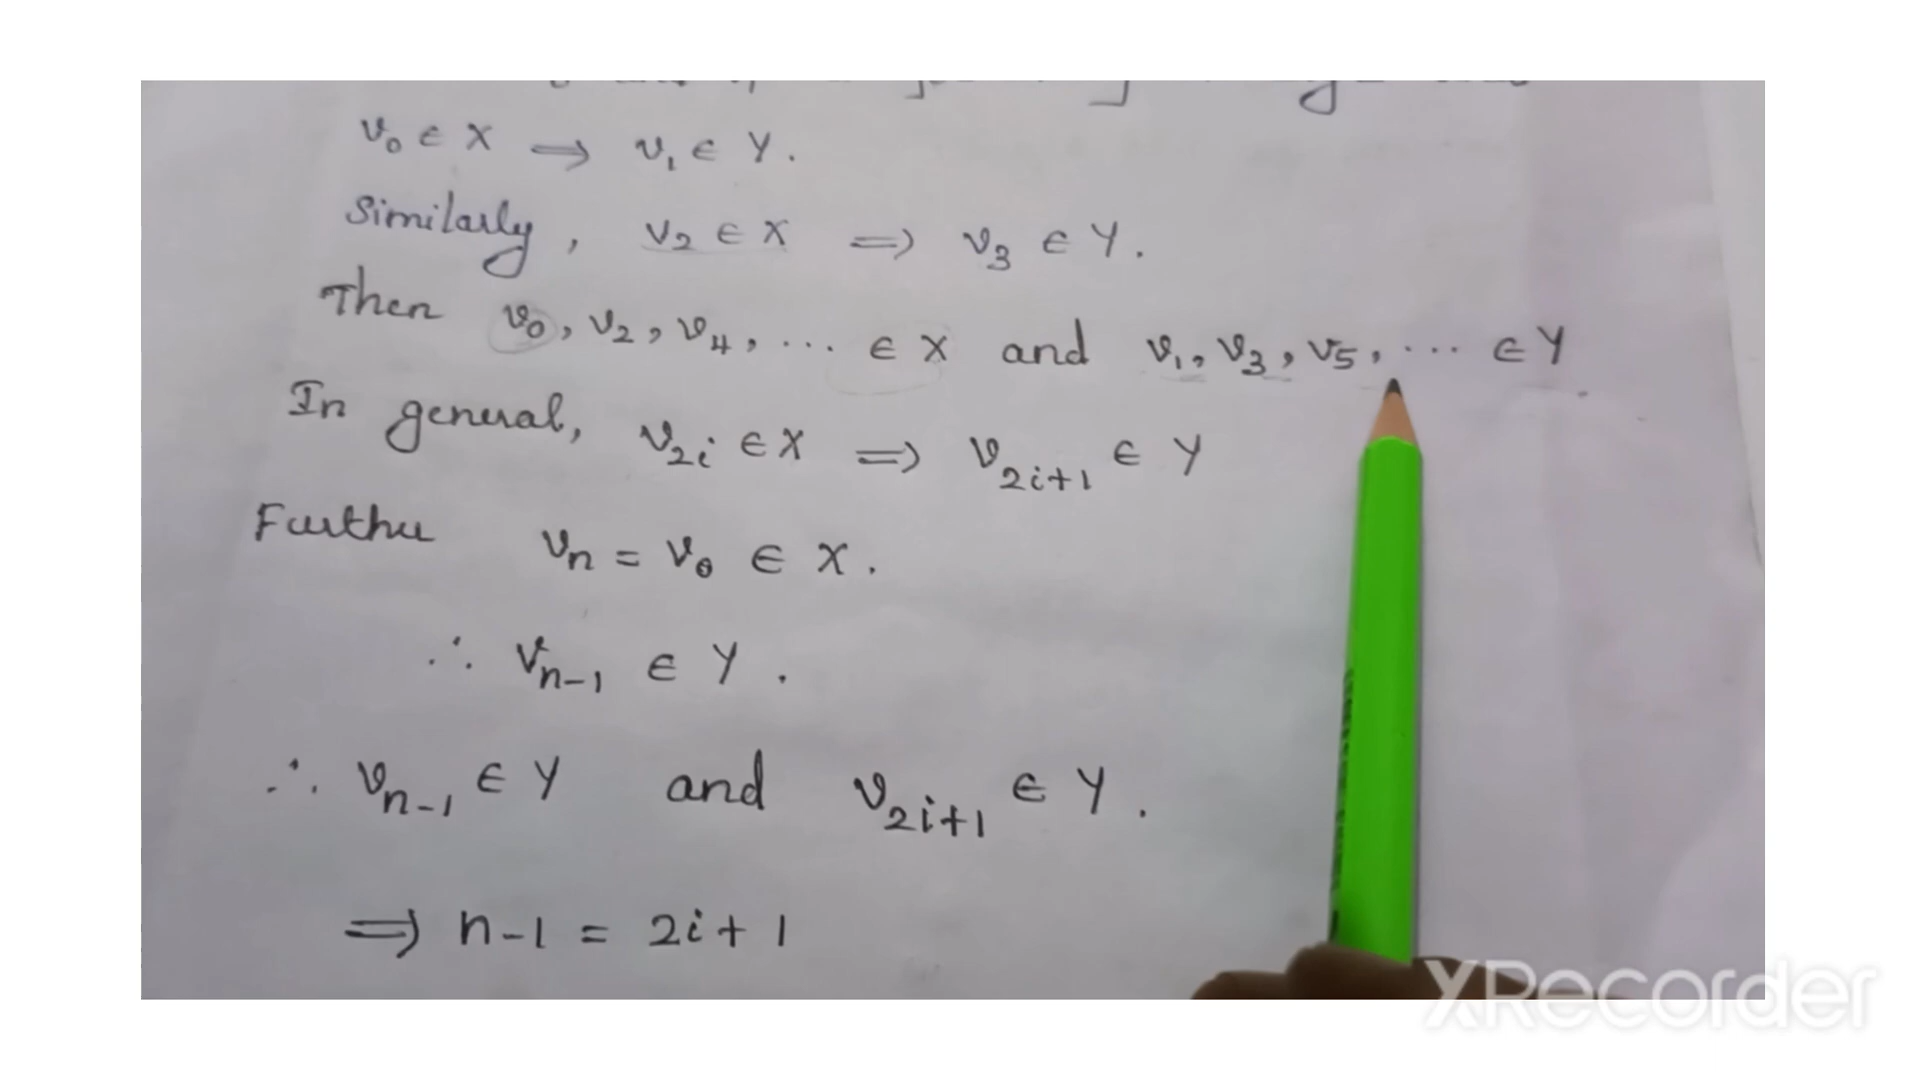 v₀ ∈ X ⟹ v₁ ∈ Y.
Similarly, v₂ ∈ X ⟹ v₃ ∈ Y.
Then v₀, v₂, v₄, ... ∈ X and v₁, v₃, v₅, ... ∈ Y
In general, v₂ᵢ ∈ X ⟹ v₂ᵢ₊₁ ∈ Y
Further vₙ = v₀ ∈ X.
∴ vₙ₋₁ ∈ Y.
∴ vₙ₋₁ ∈ Y and v₂ᵢ₊₁ ∈ Y.
⟹ n-1 = 2i+1
XRecorder